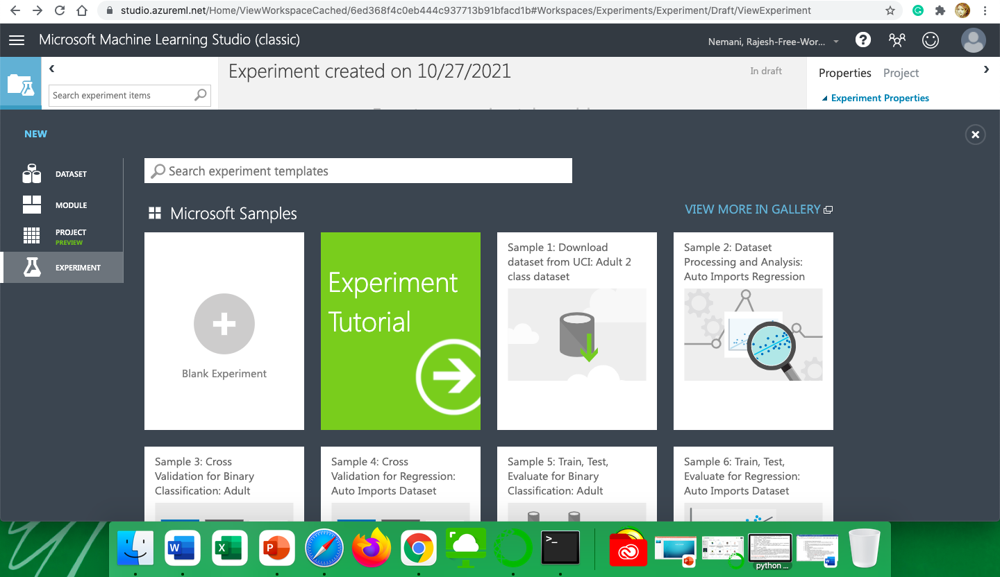 studio.azureml.net/Home/ViewWorkspaceCached/6ed368f4c0eb444c937713b91bfacd1b#Workspaces/Experiments/Experiment/Draft/ViewExperiment
Microsoft Machine Learning Studio (classic)
Nemani, Rajesh-Free-Wor...
?
Search experiment items
Experiment created on 10/27/2021
In draft
Properties Project
Experiment Properties
NEW
DATASET
MODULE
PROJECT
PREVIEW
EXPERIMENT
Search experiment templates
Microsoft Samples
VIEW MORE IN GALLERY
Blank Experiment
Experiment
Tutorial
Sample 1: Download
dataset from UCI: Adult 2
class dataset
Sample 2: Dataset
Processing and Analysis:
Auto Imports Regression
Sample 3: Cross
Validation for Binary
Classification: Adult
Sample 4: Cross
Validation for Regression:
Auto Imports Dataset
Sample 5: Train, Test,
Evaluate for Binary
Classification: Adult
Sample 6: Train, Test,
Evaluate for Regression:
Auto Imports Dataset
W
X
P
>_
P
python ...
W